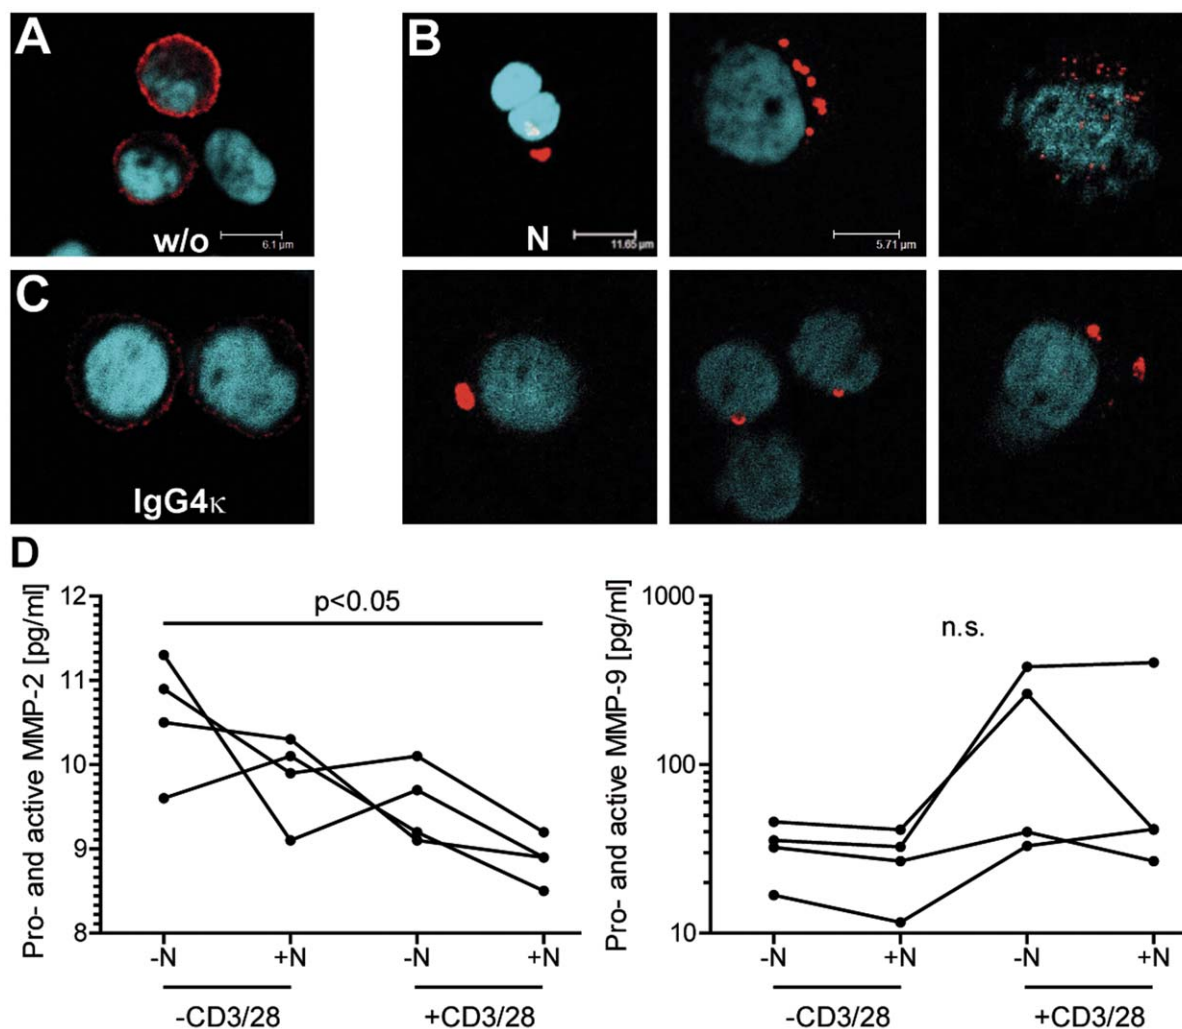 A
w/o
6.1 µm
B
N
11.65 µm
5.71 µm
C
IgG4κ
D
Pro- and active MMP-2 [pg/ml]
12
11
10
9
8
p<0.05
-N +N -N +N
-CD3/28 +CD3/28
Pro- and active MMP-9 [pg/ml]
1000
100
10
n.s.
-N +N -N +N
-CD3/28 +CD3/28